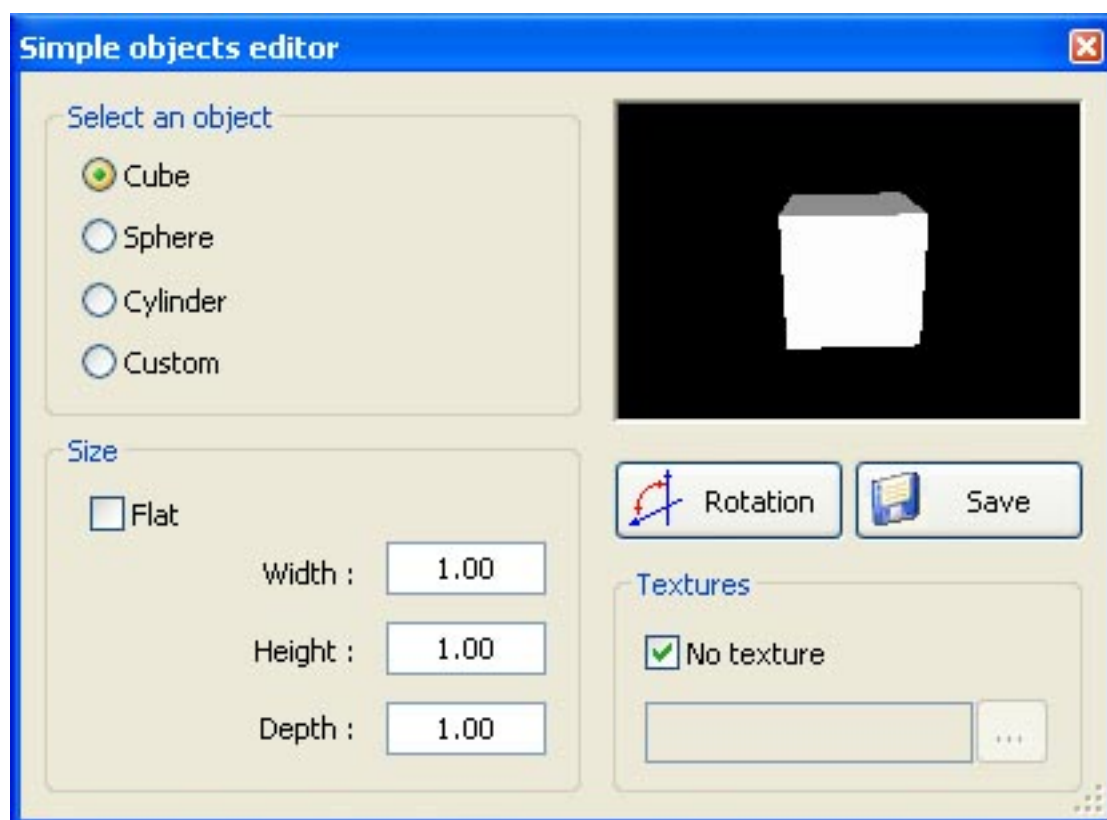 Simple objects editor
Select an object
Cube
Sphere
Cylinder
Custom
Size
Flat
Width : 1.00
Height : 1.00
Depth : 1.00
Rotation
Save
Textures
No texture
...